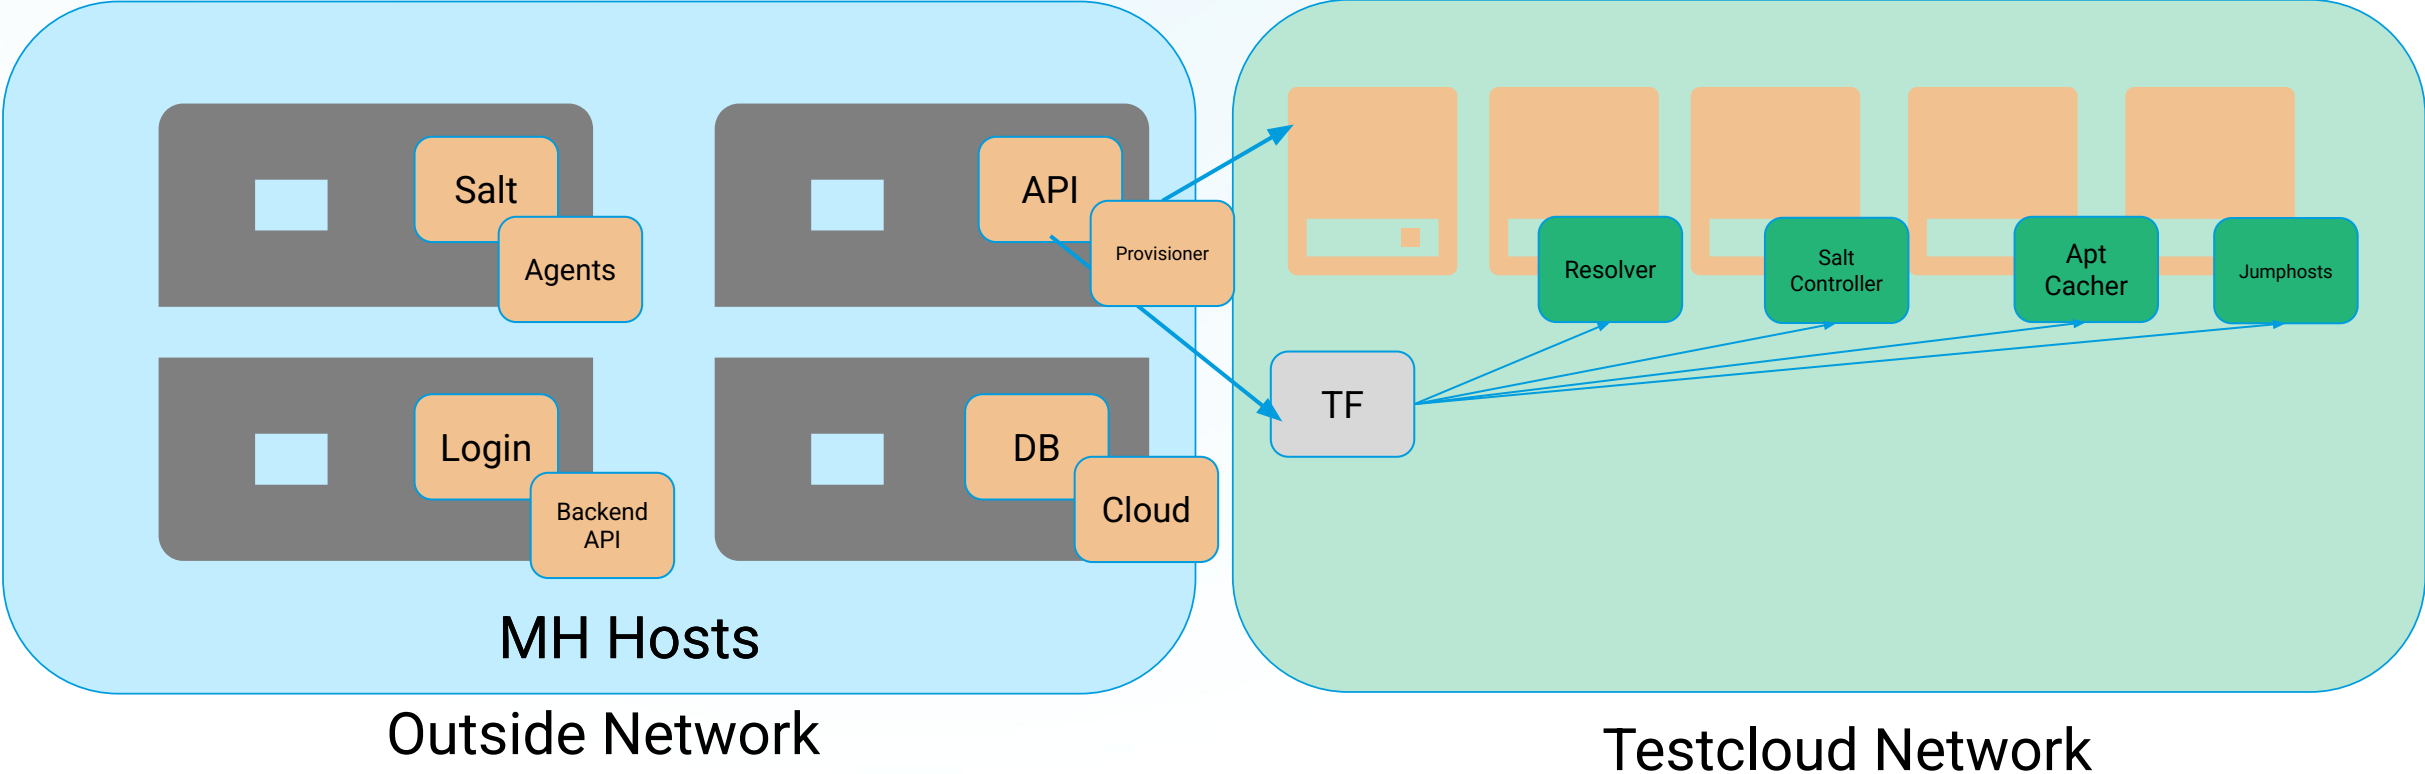 Salt
Agents
API
Provisioner
Login
Backend
API
DB
Cloud
MH Hosts
Outside Network
Resolver
Salt
Controller
Apt
Cacher
Jumphosts
TF
Testcloud Network